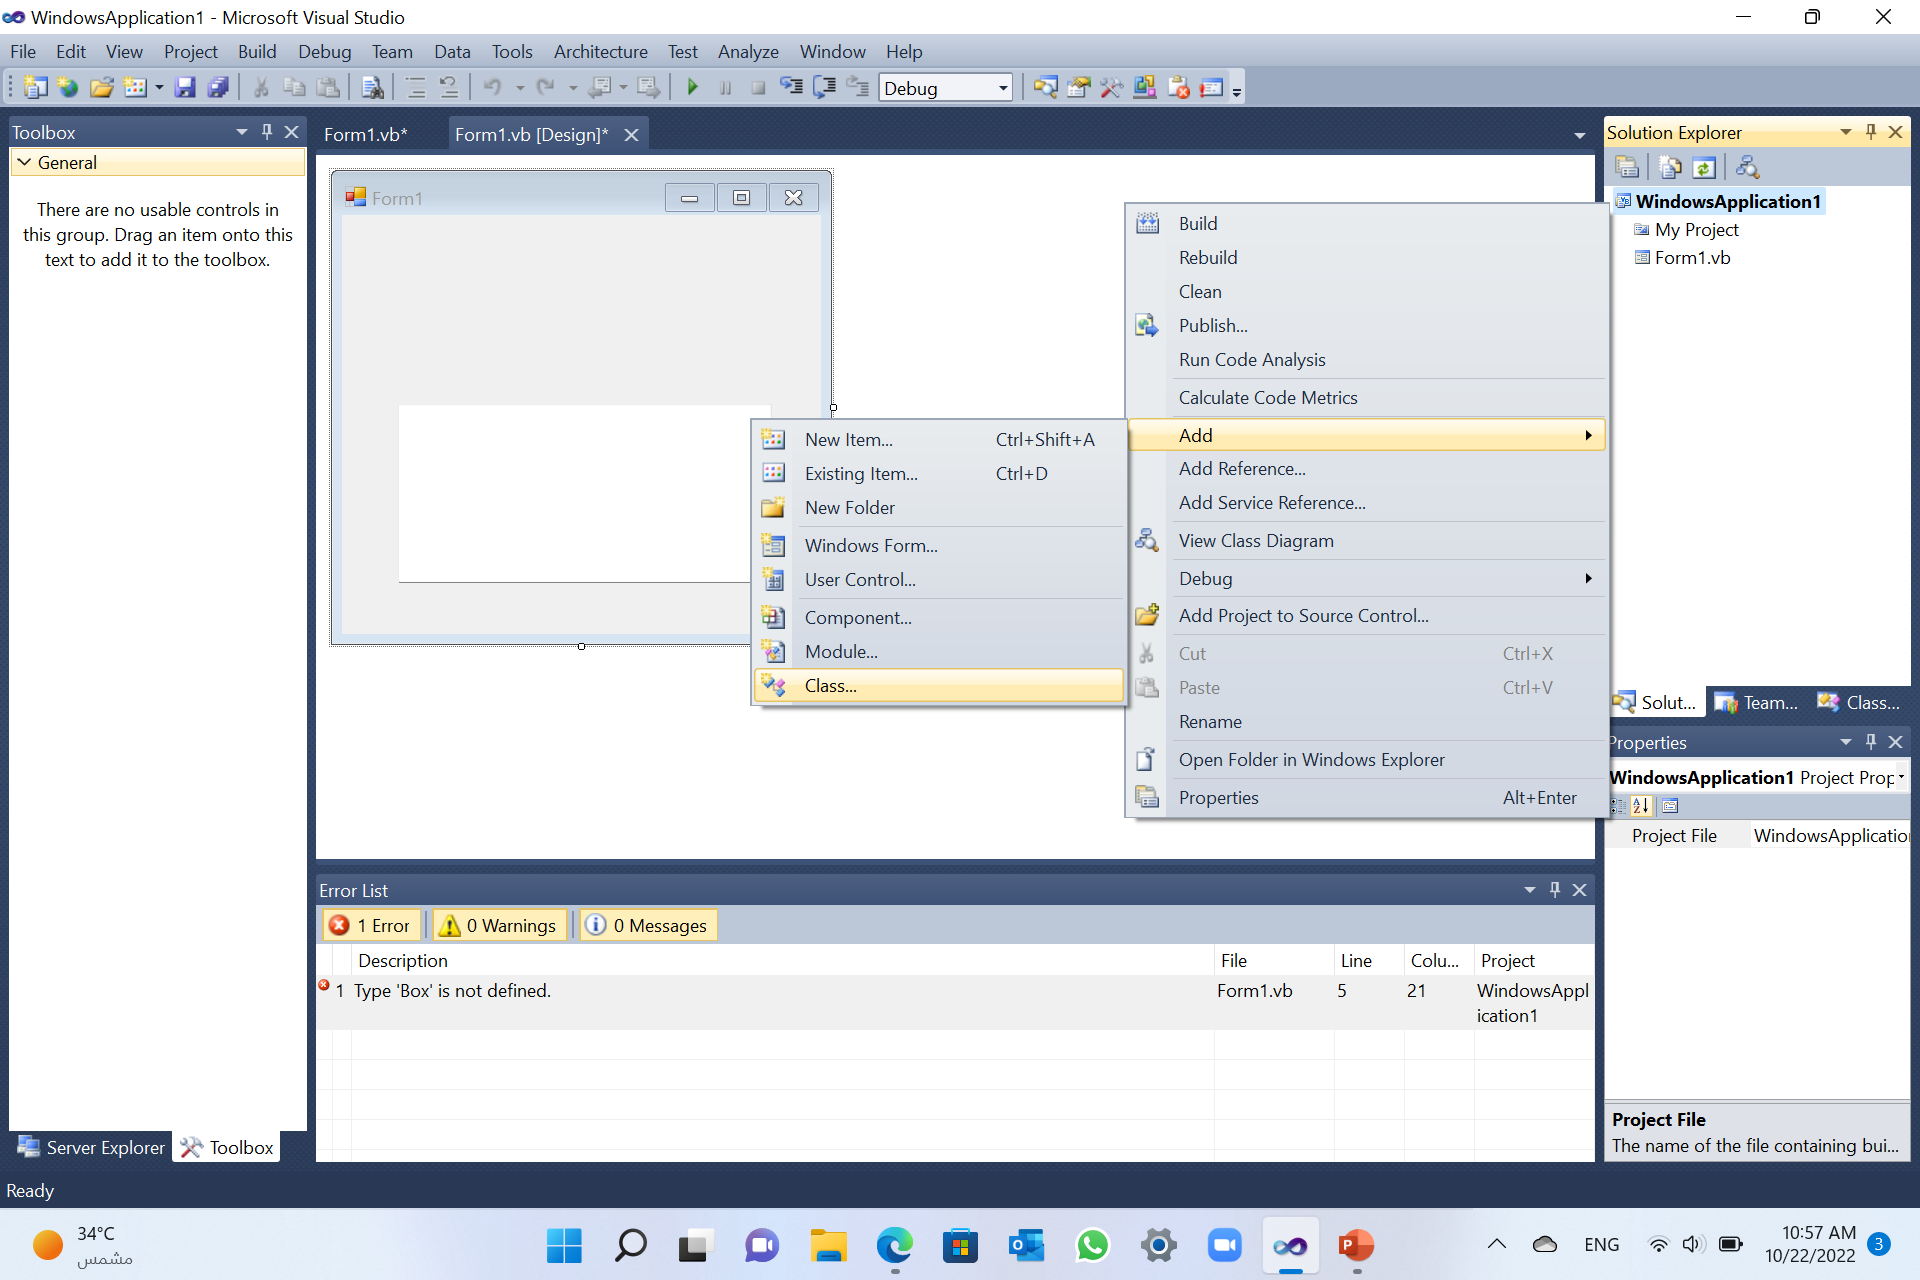 WindowsApplication1 - Microsoft Visual Studio
File Edit View Project Build Debug Team Data Tools Architecture Test Analyze Window Help
Debug
Toolbox
General
There are no usable controls in
this group. Drag an item onto this
text to add it to the toolbox.
Server Explorer
Toolbox
Form1.vb*
Form1.vb [Design]*
Form1
New Item... Ctrl+Shift+A
Existing Item... Ctrl+D
New Folder
Windows Form...
User Control...
Component...
Module...
Class...
Build
Rebuild
Clean
Publish...
Run Code Analysis
Calculate Code Metrics
Add
Add Reference...
Add Service Reference...
View Class Diagram
Debug
Add Project to Source Control...
Cut Ctrl+X
Paste Ctrl+V
Rename
Open Folder in Windows Explorer
Properties Alt+Enter
Solution Explorer
WindowsApplication1
My Project
Form1.vb
Solut... Team... Class...
Properties
WindowsApplication1 Project Prop
Project File WindowsApplicatio
Project File
The name of the file containing bui...
Error List
1 Error 0 Warnings 0 Messages
Description File Line Colu... Project
1 Type 'Box' is not defined. Form1.vb 5 21 WindowsAppl
ication1
Ready
34°C
مشمس
ENG
10:57 AM
10/22/2022
3